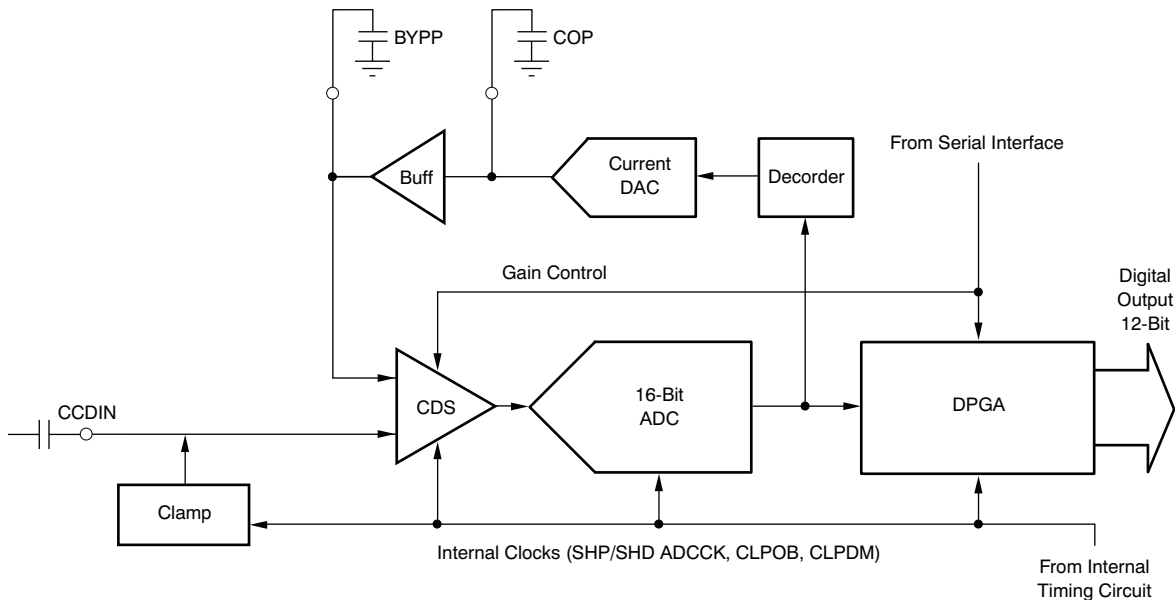 BYPP
COP
From Serial Interface
Buff
Current
DAC
Decorder
Gain Control
Digital
Output
12-Bit
CCDIN
CDS
16-Bit
ADC
DPGA
Clamp
Internal Clocks (SHP/SHD ADCCK, CLPOB, CLPDM)
From Internal
Timing Circuit